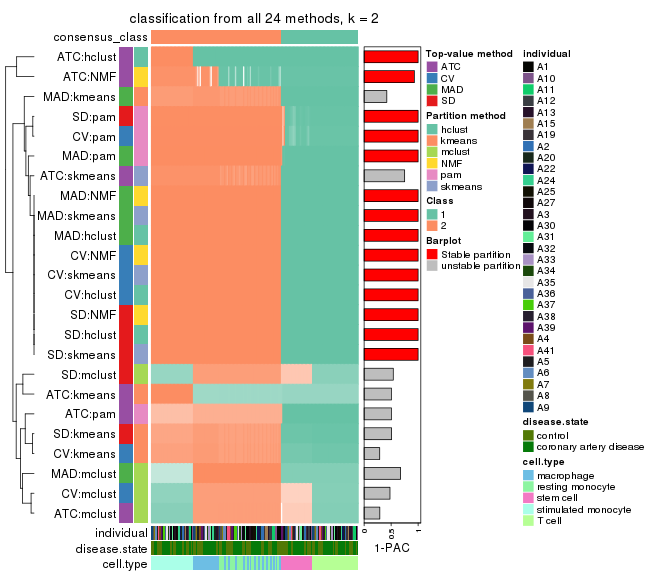 classification from all 24 methods, k = 2
consensus_class
ATC:hclust
ATC:NMF
MAD:kmeans
SD:pam
CV:pam
MAD:pam
ATC:skmeans
MAD:NMF
MAD:skmeans
MAD:hclust
CV:NMF
CV:skmeans
CV:hclust
SD:NMF
SD:hclust
SD:skmeans
SD:mclust
ATC:kmeans
ATC:pam
SD:kmeans
CV:kmeans
MAD:mclust
CV:mclust
ATC:mclust
individual
disease.state
cell.type
0 0.5 1
1-PAC
Top-value method
ATC
CV
MAD
SD
Partition method
hclust
kmeans
mclust
NMF
pam
skmeans
Class
1
2
Barplot
Stable partition
unstable partition
individual
A1
A10
A11
A12
A13
A15
A19
A2
A20
A22
A24
A25
A27
A3
A30
A31
A32
A33
A34
A35
A36
A37
A38
A39
A4
A41
A5
A6
A7
A8
A9
disease.state
control
coronary artery disease
cell.type
macrophage
resting monocyte
stem cell
stimulated monocyte
T cell